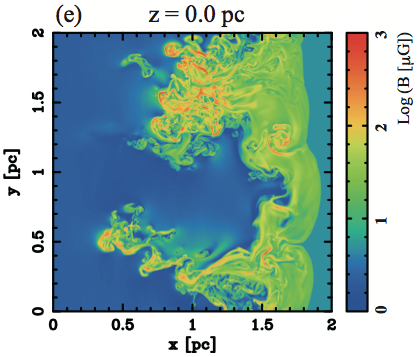 (e) z = 0.0 pc
2
1.5
1
0.5
0
y [pc]
0 0.5 1 1.5 2
x [pc]
3
2
1
0
Log (B [μG])